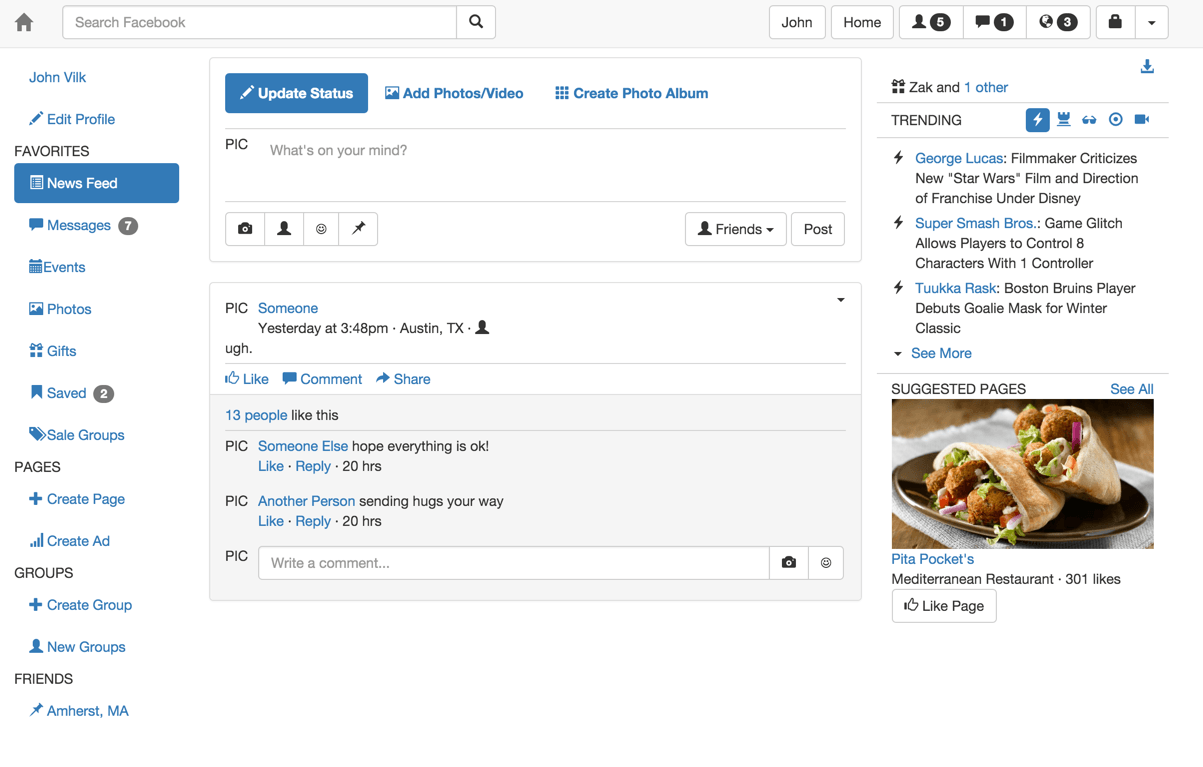 Search Facebook
John
Home
5
1
3
John Vilk
Edit Profile
FAVORITES
News Feed
Messages 7
Events
Photos
Gifts
Saved 2
Sale Groups
PAGES
Create Page
Create Ad
GROUPS
Create Group
New Groups
FRIENDS
Amherst, MA
Update Status
Add Photos/Video
Create Photo Album
PIC
What's on your mind?
Friends
Post
PIC Someone
Yesterday at 3:48pm · Austin, TX ·
ugh.
Like Comment Share
13 people like this
PIC Someone Else hope everything is ok!
Like · Reply · 20 hrs
PIC Another Person sending hugs your way
Like · Reply · 20 hrs
PIC
Write a comment...
Zak and 1 other
TRENDING
George Lucas: Filmmaker Criticizes
New "Star Wars" Film and Direction
of Franchise Under Disney
Super Smash Bros.: Game Glitch
Allows Players to Control 8
Characters With 1 Controller
Tuukka Rask: Boston Bruins Player
Debuts Goalie Mask for Winter
Classic
See More
SUGGESTED PAGES See All
Pita Pocket's
Mediterranean Restaurant · 301 likes
Like Page